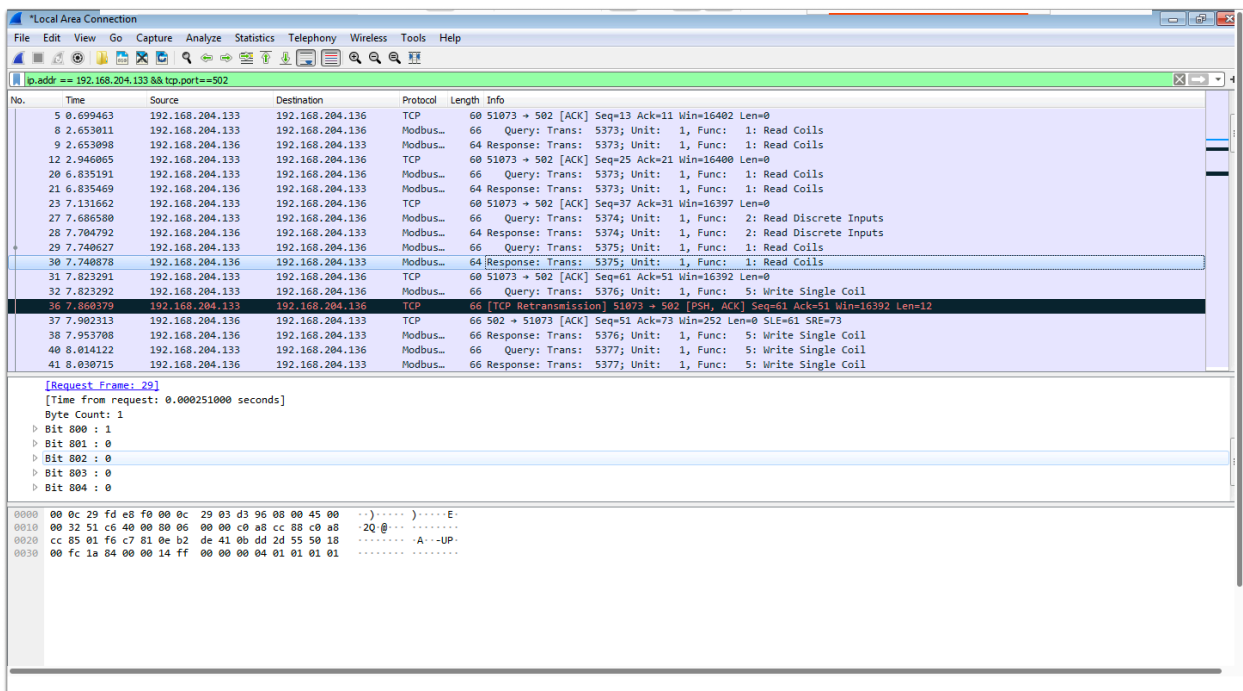 *Local Area Connection
File Edit View Go Capture Analyze Statistics Telephony Wireless Tools Help
ip.addr == 192.168.204.133 && tcp.port==502
No. Time Source Destination Protocol Length Info
5 0.699463 192.168.204.133 192.168.204.136 TCP 60 51073 → 502 [ACK] Seq=13 Ack=11 Win=16402 Len=0
8 2.653011 192.168.204.133 192.168.204.136 Modbus… 66 Query: Trans: 5373; Unit: 1, Func: 1: Read Coils
9 2.653098 192.168.204.136 192.168.204.133 Modbus… 64 Response: Trans: 5373; Unit: 1, Func: 1: Read Coils
12 2.946065 192.168.204.133 192.168.204.136 TCP 60 51073 → 502 [ACK] Seq=25 Ack=21 Win=16400 Len=0
20 6.835191 192.168.204.133 192.168.204.136 Modbus… 66 Query: Trans: 5373; Unit: 1, Func: 1: Read Coils
21 6.835469 192.168.204.136 192.168.204.133 Modbus… 64 Response: Trans: 5373; Unit: 1, Func: 1: Read Coils
23 7.131662 192.168.204.133 192.168.204.136 TCP 60 51073 → 502 [ACK] Seq=37 Ack=31 Win=16397 Len=0
27 7.686580 192.168.204.133 192.168.204.136 Modbus… 66 Query: Trans: 5374; Unit: 1, Func: 2: Read Discrete Inputs
28 7.704792 192.168.204.136 192.168.204.133 Modbus… 64 Response: Trans: 5374; Unit: 1, Func: 2: Read Discrete Inputs
29 7.740627 192.168.204.133 192.168.204.136 Modbus… 66 Query: Trans: 5375; Unit: 1, Func: 1: Read Coils
30 7.740878 192.168.204.136 192.168.204.133 Modbus… 64 Response: Trans: 5375; Unit: 1, Func: 1: Read Coils
31 7.823291 192.168.204.133 192.168.204.136 TCP 60 51073 → 502 [ACK] Seq=61 Ack=51 Win=16392 Len=0
32 7.823292 192.168.204.133 192.168.204.136 Modbus… 66 Query: Trans: 5376; Unit: 1, Func: 5: Write Single Coil
36 7.860379 192.168.204.133 192.168.204.136 TCP 66 [TCP Retransmission] 51073 → 502 [PSH, ACK] Seq=61 Ack=51 Win=16392 Len=12
37 7.902313 192.168.204.136 192.168.204.133 TCP 66 502 → 51073 [ACK] Seq=51 Ack=73 Win=252 Len=0 SLE=61 SRE=73
38 7.953708 192.168.204.136 192.168.204.133 Modbus… 66 Response: Trans: 5376; Unit: 1, Func: 5: Write Single Coil
40 8.014122 192.168.204.133 192.168.204.136 Modbus… 66 Query: Trans: 5377; Unit: 1, Func: 5: Write Single Coil
41 8.030715 192.168.204.136 192.168.204.133 Modbus… 66 Response: Trans: 5377; Unit: 1, Func: 5: Write Single Coil
[Request Frame: 29]
[Time from request: 0.000251000 seconds]
Byte Count: 1
Bit 800 : 1
Bit 801 : 0
Bit 802 : 0
Bit 803 : 0
Bit 804 : 0
0000 00 0c 29 fd e8 f0 00 0c 29 03 d3 96 08 00 45 00 ··)····· )·····E·
0010 00 32 51 c6 40 00 80 06 00 00 c0 a8 cc 88 c0 a8 ·2Q·@··· ········
0020 cc 85 01 f6 c7 81 0e b2 de 41 0b dd 2d 55 50 18 ········ ·A··-UP·
0030 00 fc 1a 84 00 00 14 ff 00 00 00 04 01 01 01 01 ········ ········